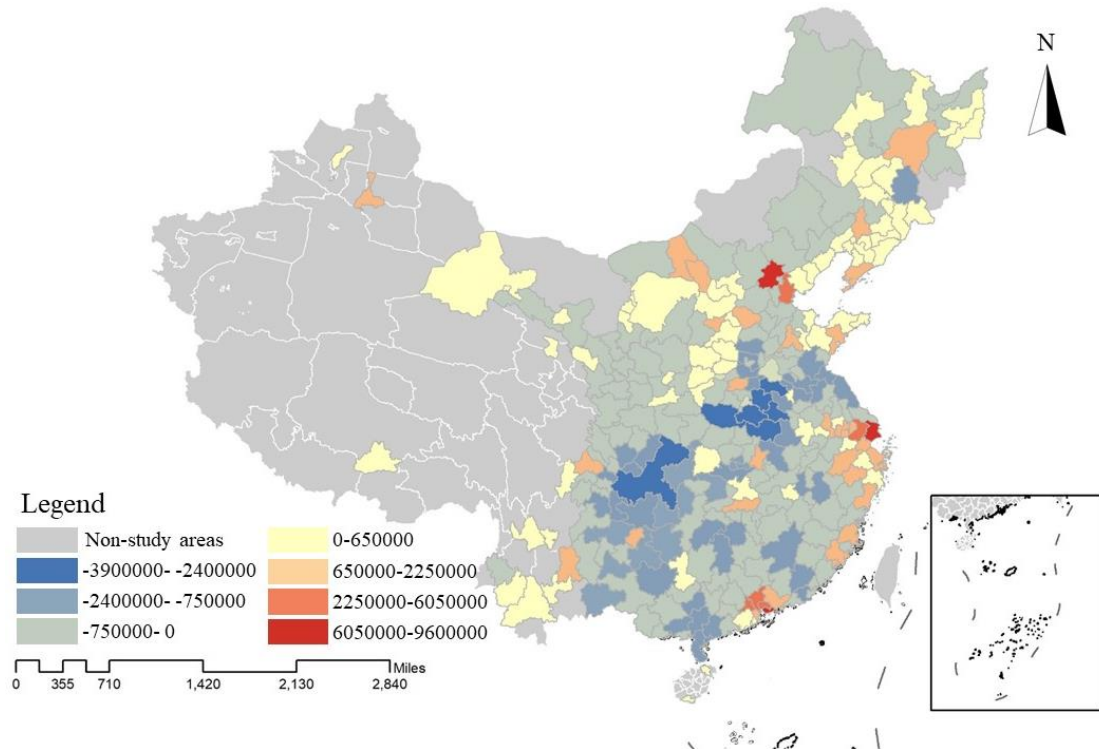 N
Legend
Non-study areas
-3900000- -2400000
-2400000- -750000
-750000- 0
0-650000
650000-2250000
2250000-6050000
6050000-9600000
Miles
0 355 710 1,420 2,130 2,840